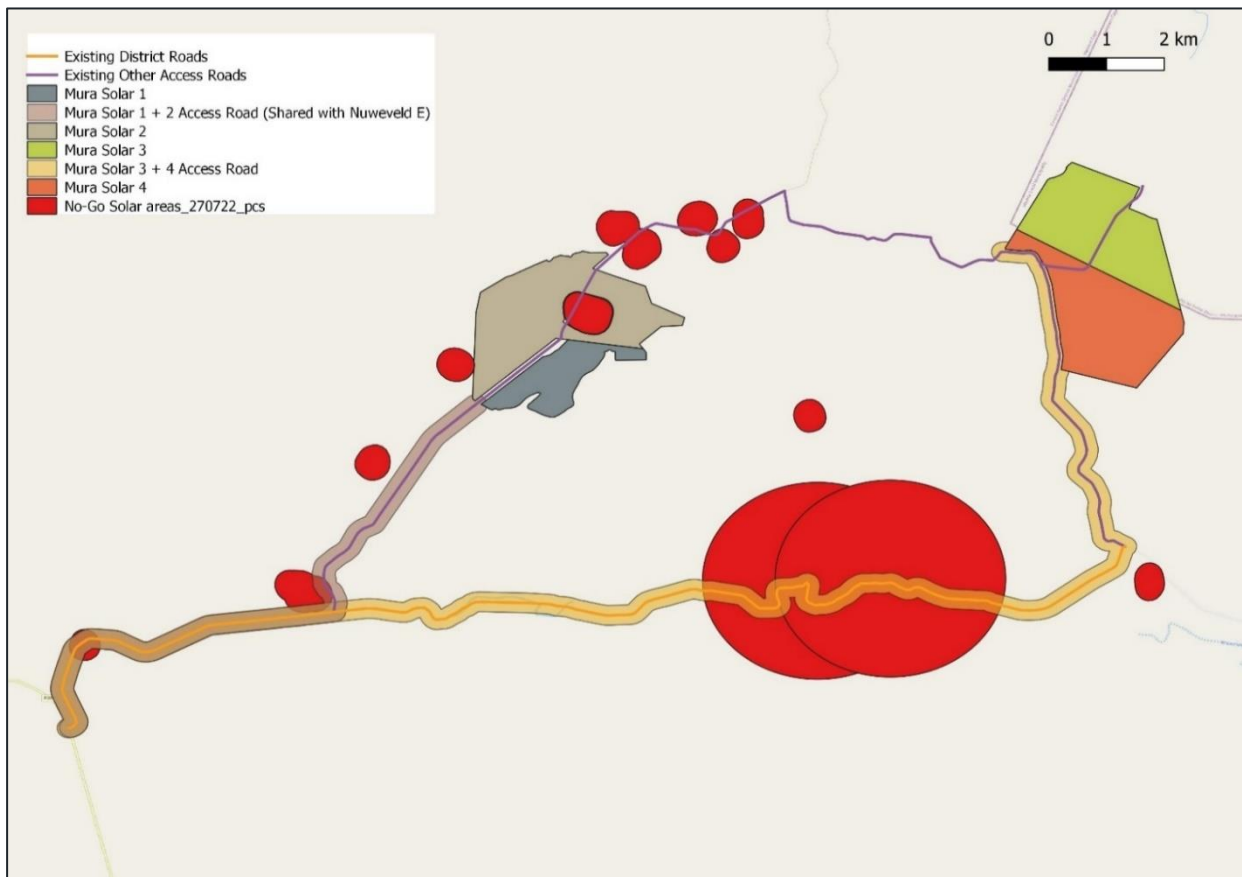 Existing District Roads
Existing Other Access Roads
Mura Solar 1
Mura Solar 1 + 2 Access Road (Shared with Nuweveld E)
Mura Solar 2
Mura Solar 3
Mura Solar 3 + 4 Access Road
Mura Solar 4
No-Go Solar areas_270722_pcs
0 1 2 km